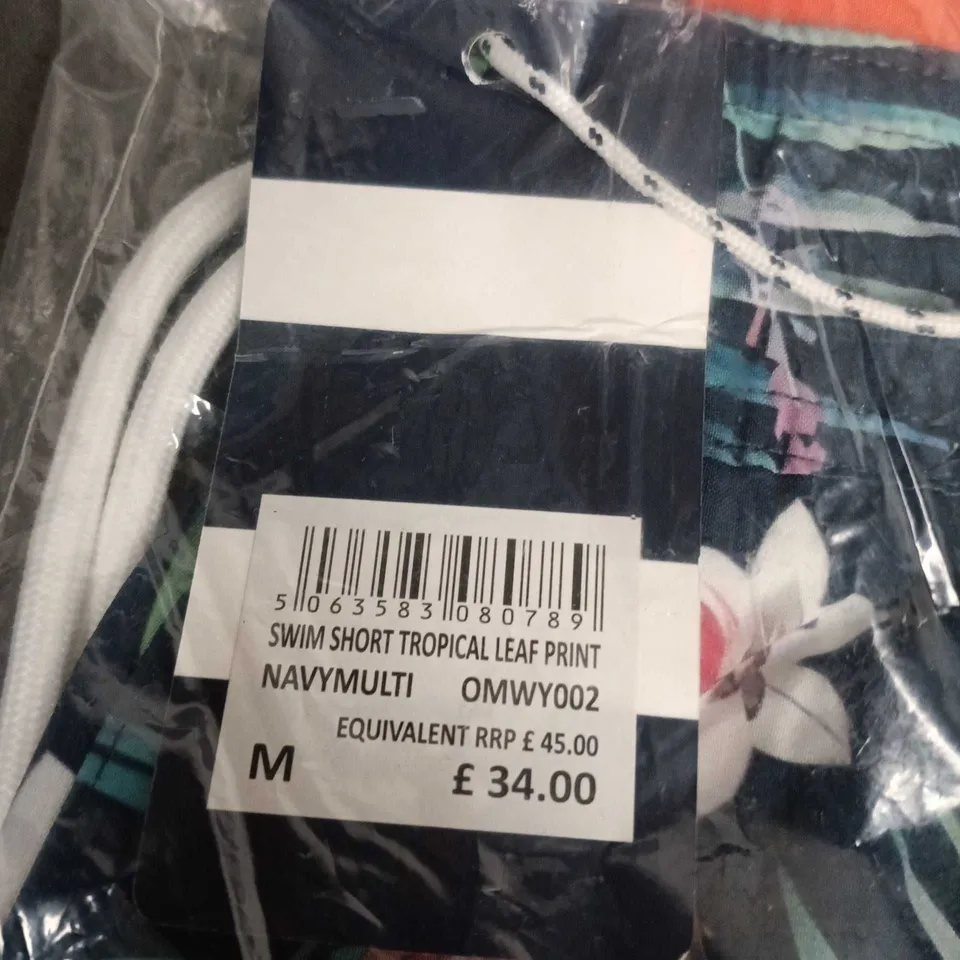 5 063583 080789
SWIM SHORT TROPICAL LEAF PRINT
NAVYMULTI OMWY002
EQUIVALENT RRP £ 45.00
M £ 34.00